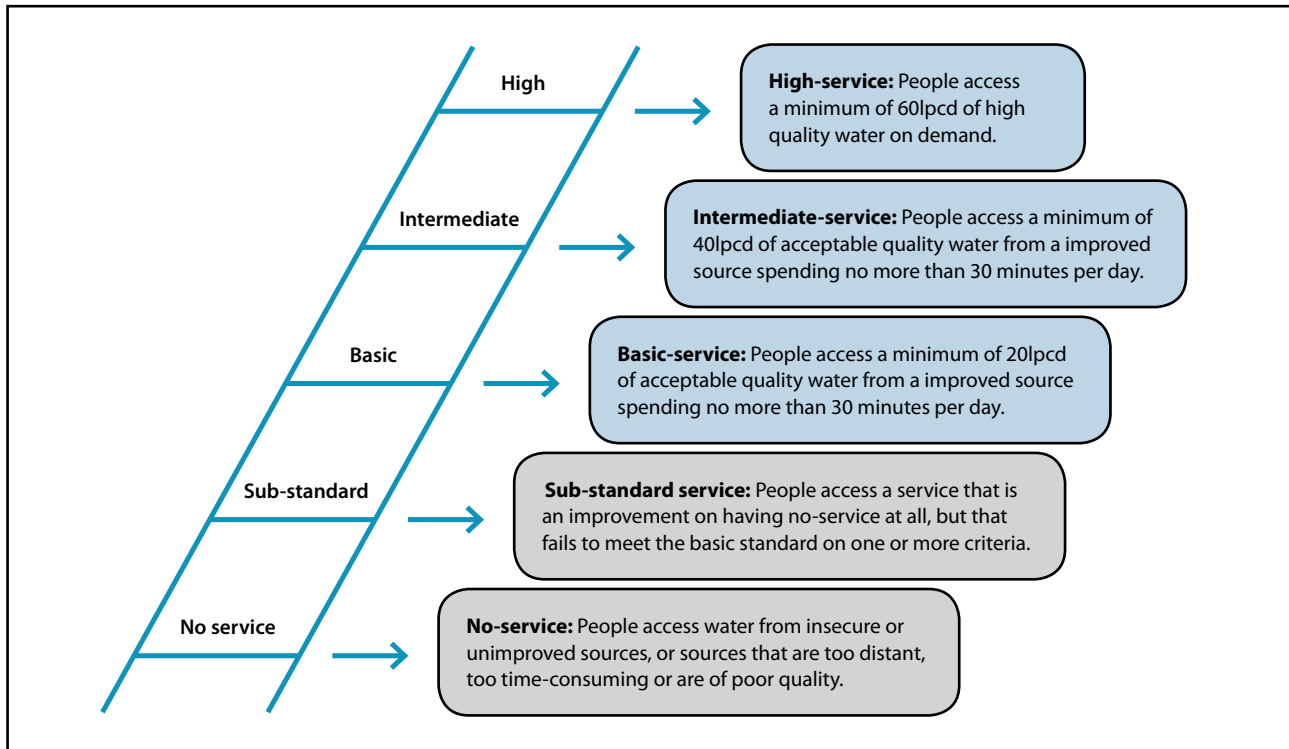 High
High-service: People access
a minimum of 60lpcd of high
quality water on demand.
Intermediate
Intermediate-service: People access a minimum of
40lpcd of acceptable quality water from a improved
source spending no more than 30 minutes per day.
Basic
Basic-service: People access a minimum of 20lpcd
of acceptable quality water from a improved source
spending no more than 30 minutes per day.
Sub-standard
Sub-standard service: People access a service that is
an improvement on having no-service at all, but that
fails to meet the basic standard on one or more criteria.
No service
No-service: People access water from insecure or
unimproved sources, or sources that are too distant,
too time-consuming or are of poor quality.